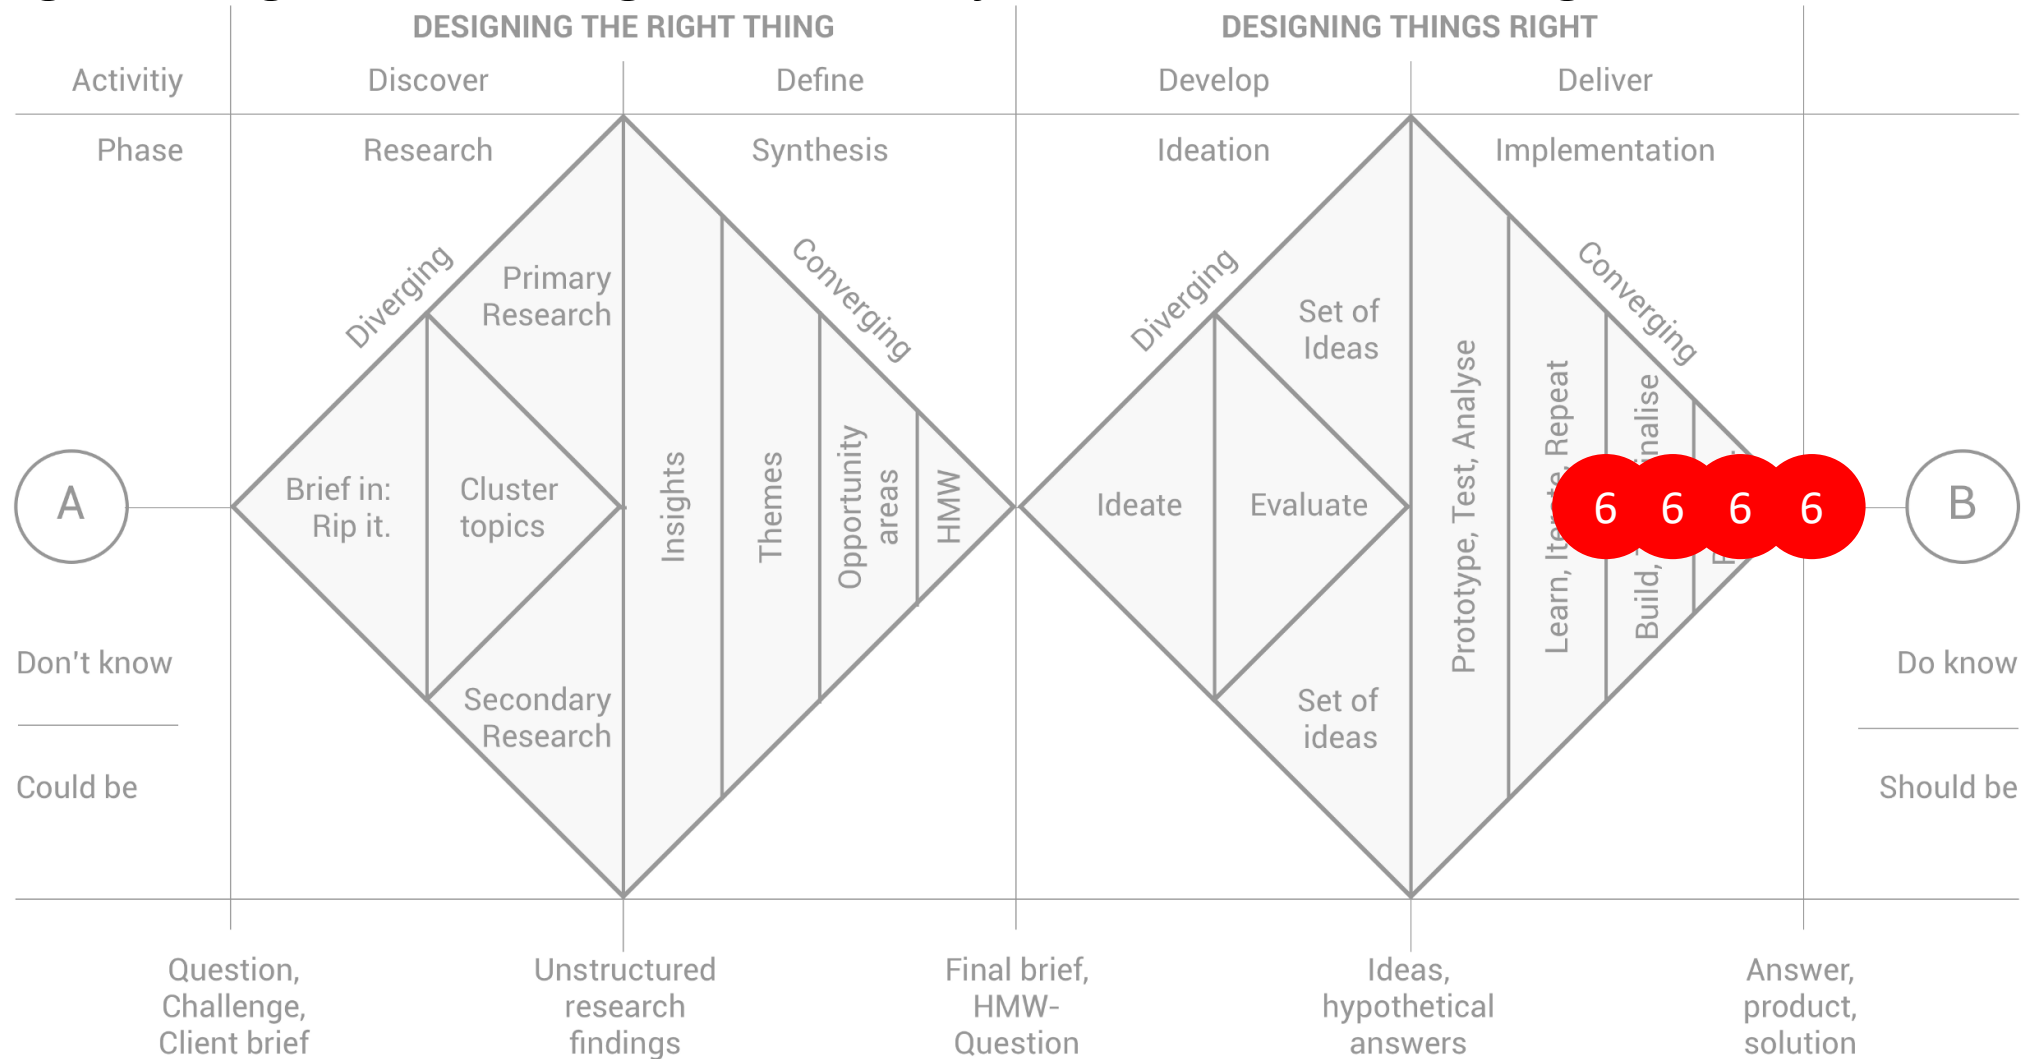 DESIGNING THE RIGHT THING
DESIGNING THINGS RIGHT
Activitiy
Discover
Define
Develop
Deliver
Phase
Research
Synthesis
Ideation
Implementation
Diverging
Converging
Diverging
Converging
Primary
Research
Set of
Ideas
A
Brief in:
Rip it.
Cluster
topics
Insights
Themes
Opportunity
areas
HMW
Ideate
Evaluate
Prototype, Test, Analyse
Learn, Repeat
Build,
6
6
6
6
B
Secondary
Research
Set of
ideas
Don't know
Could be
Do know
Should be
Question,
Challenge,
Client brief
Unstructured
research
findings
Final brief,
HMW-
Question
Ideas,
hypothetical
answers
Answer,
product,
solution